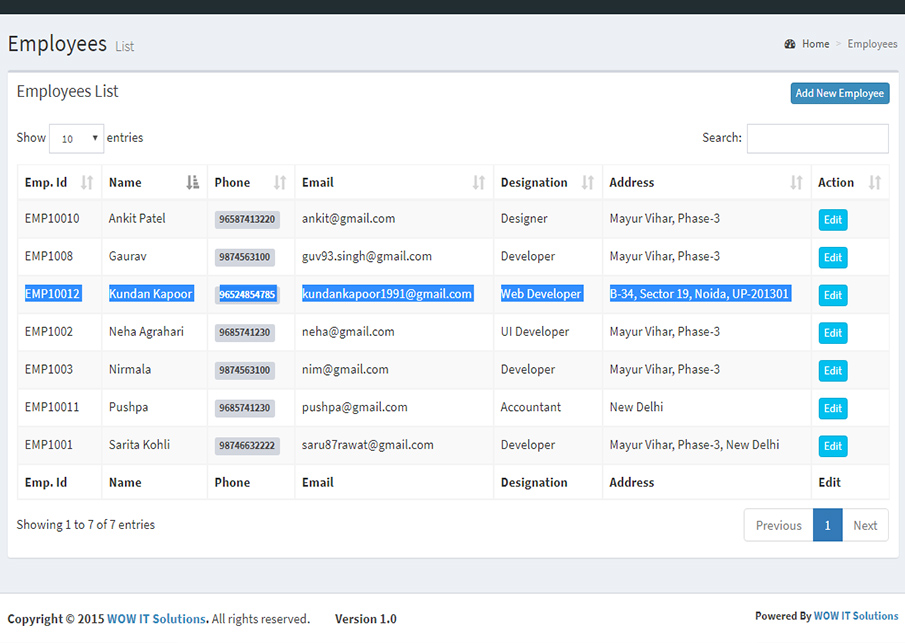 Employees List
Home > Employees
Employees List
Add New Employee
Show 10 entries
Search:
Emp. Id Name Phone Email Designation Address Action
EMP10010 Ankit Patel 96587413220 ankit@gmail.com Designer Mayur Vihar, Phase-3 Edit
EMP1008 Gaurav 9874563100 guv93.singh@gmail.com Developer Mayur Vihar, Phase-3 Edit
EMP10012 Kundan Kapoor 96524854785 kundankapoor1991@gmail.com Web Developer B-34, Sector 19, Noida, UP-201301 Edit
EMP1002 Neha Agrahari 9685741230 neha@gmail.com UI Developer Mayur Vihar, Phase-3 Edit
EMP1003 Nirmala 9874563100 nim@gmail.com Developer Mayur Vihar, Phase-3 Edit
EMP10011 Pushpa 9685741230 pushpa@gmail.com Accountant New Delhi Edit
EMP1001 Sarita Kohli 98746632222 saru87rawat@gmail.com Developer Mayur Vihar, Phase-3, New Delhi Edit
Emp. Id Name Phone Email Designation Address Edit
Showing 1 to 7 of 7 entries
Previous 1 Next
Copyright © 2015 WOW IT Solutions. All rights reserved. Version 1.0
Powered By WOW IT Solutions